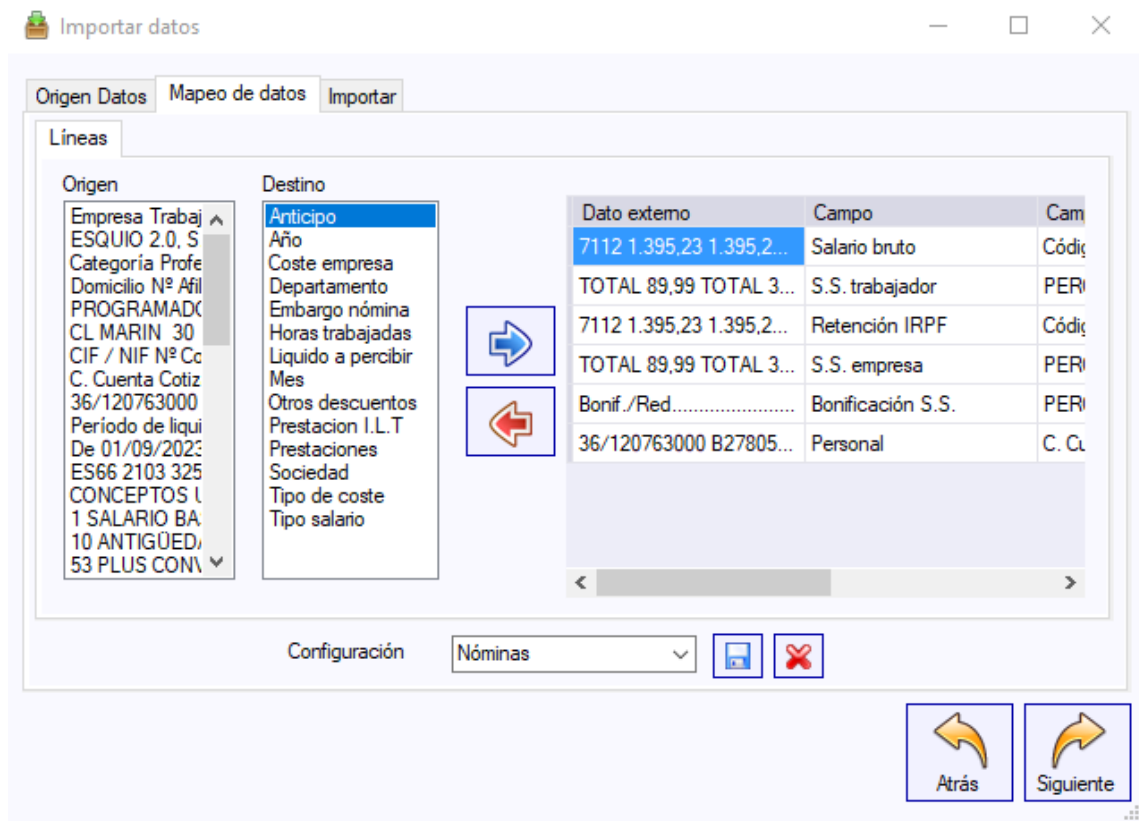 Importar datos
Origen Datos
Mapeo de datos
Importar
Líneas
Origen
Empresa Trabaj
ESQUIO 2.0, S
Categoría Profe
Domicilio Nº Afil
PROGRAMADO
CL MARIN 30
CIF / NIF Nº Co
C. Cuenta Cotiz
36/120763000
Período de liqui
De 01/09/2023
ES66 2103 325
CONCEPTOS U
1 SALARIO BA
10 ANTIGÜEDA
53 PLUS CONV
Destino
Anticipo
Año
Coste empresa
Departamento
Embargo nómina
Horas trabajadas
Liquido a percibir
Mes
Otros descuentos
Prestacion I.L.T
Prestaciones
Sociedad
Tipo de coste
Tipo salario
Dato externo Campo Cam
7112 1.395,23 1.395,2... Salario bruto Códig
TOTAL 89,99 TOTAL 3... S.S. trabajador PER
7112 1.395,23 1.395,2... Retención IRPF Códig
TOTAL 89,99 TOTAL 3... S.S. empresa PER
Bonif./Red........................ Bonificación S.S. PER
36/120763000 B27805... Personal C. Cu
Configuración
Nóminas
Atrás
Siguiente